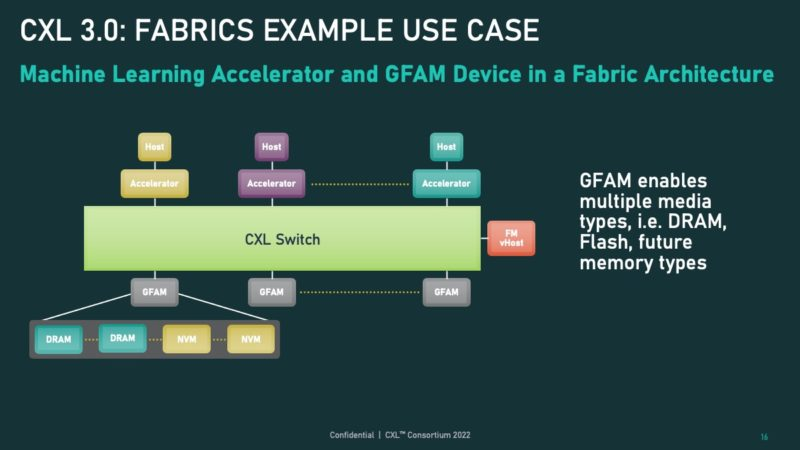 CXL 3.0: FABRICS EXAMPLE USE CASE
Machine Learning Accelerator and GFAM Device in a Fabric Architecture
Host
Host
Host
Accelerator
Accelerator
Accelerator
CXL Switch
FM
vHost
GFAM
GFAM
GFAM
DRAM
DRAM
NVM
NVM
GFAM enables
multiple media
types, i.e. DRAM,
Flash, future
memory types
Confidential | CXL™ Consortium 2022
16